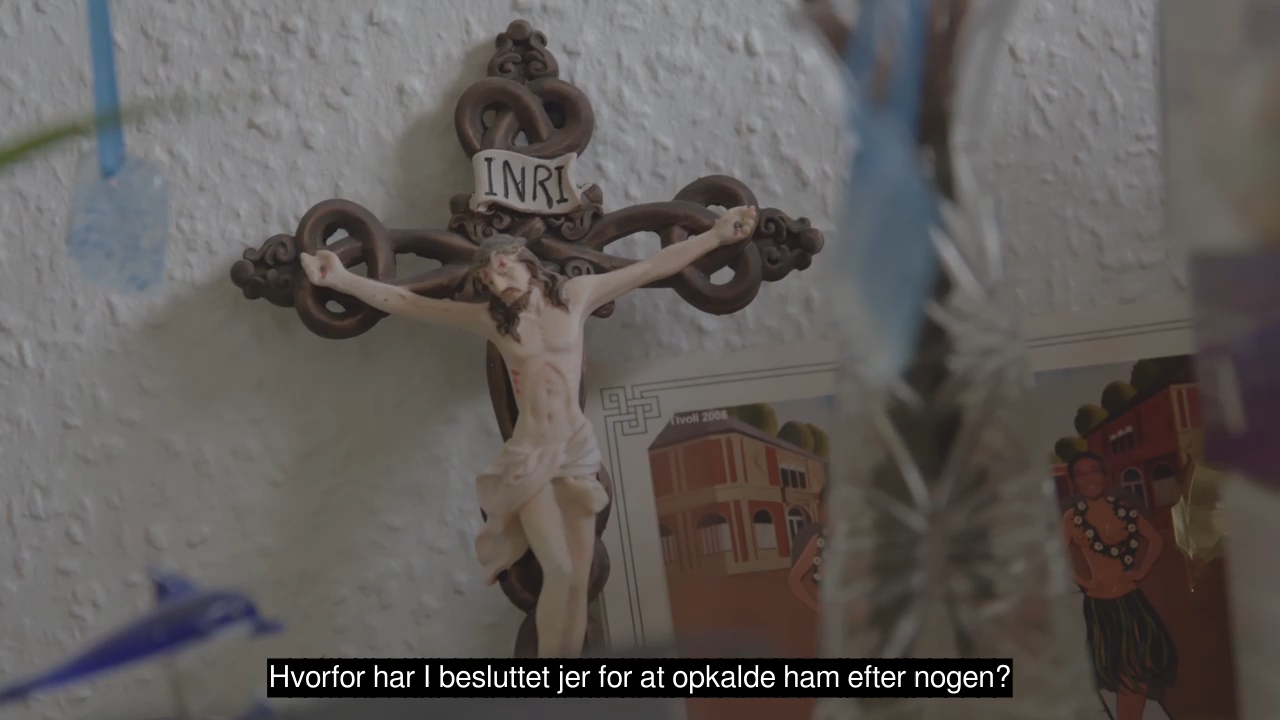 INRI
Tivoli 2008
Hvorfor har I besluttet jer for at opkalde ham efter nogen?